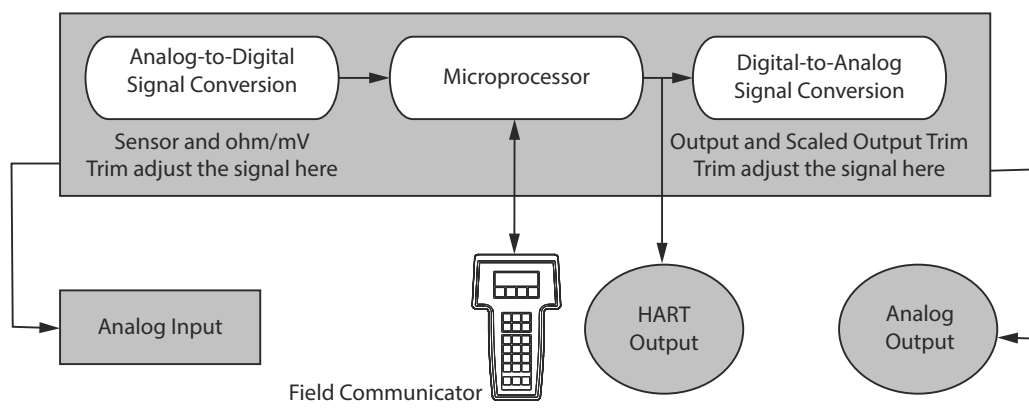 Analog-to-Digital
Signal Conversion
Microprocessor
Digital-to-Analog
Signal Conversion
Sensor and ohm/mV
Trim adjust the signal here
Output and Scaled Output Trim
Trim adjust the signal here
Analog Input
HART
Output
Analog
Output
Field Communicator